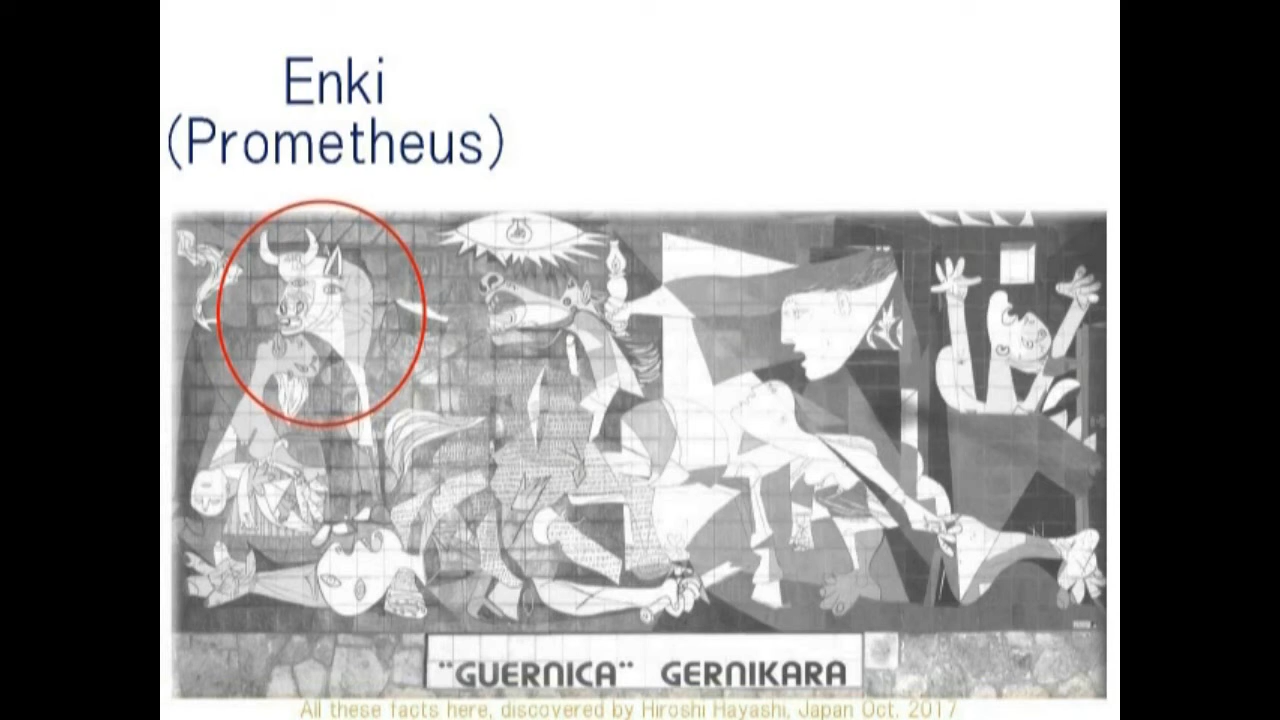 Enki
(Prometheus)
"GUERNICA" GERNIKARA
All these facts here, discovered by Hiroshi Hayashi, Japan Oct. 2017